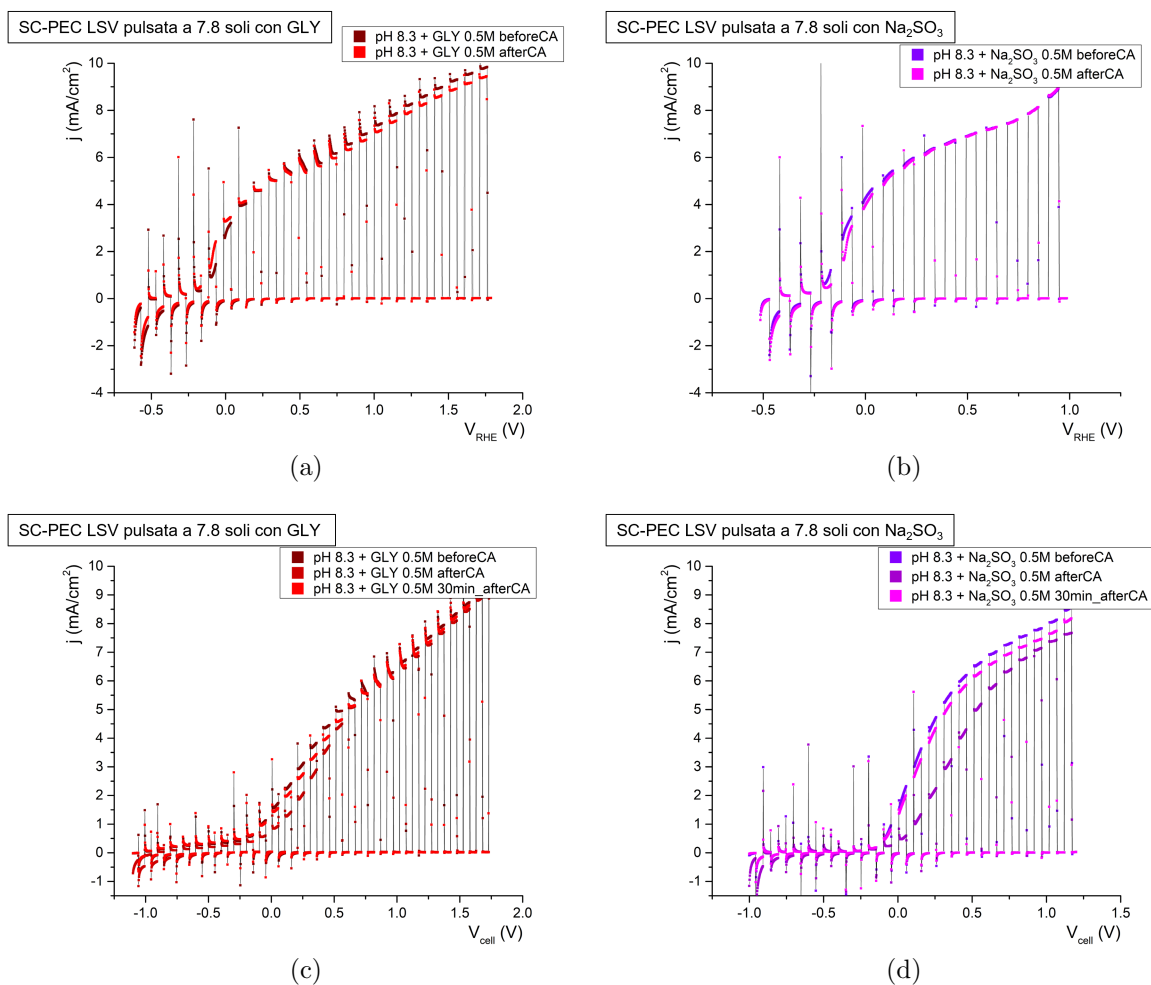 SC-PEC LSV pulsata a 7.8 soli con GLY
pH 8.3 + GLY 0.5M beforeCA
pH 8.3 + GLY 0.5M afterCA
j (mA/cm²)
10
8
6
4
2
0
-2
-4
-0.5
0.0
0.5
1.0
1.5
2.0
V_RHE (V)
(a)
SC-PEC LSV pulsata a 7.8 soli con Na₂SO₃
pH 8.3 + Na₂SO₃ 0.5M beforeCA
pH 8.3 + Na₂SO₃ 0.5M afterCA
j (mA/cm²)
10
8
6
4
2
0
-2
-4
-0.5
0.0
0.5
1.0
V_RHE (V)
(b)
SC-PEC LSV pulsata a 7.8 soli con GLY
pH 8.3 + GLY 0.5M beforeCA
pH 8.3 + GLY 0.5M afterCA
pH 8.3 + GLY 0.5M 30min_afterCA
j (mA/cm²)
10
9
8
7
6
5
4
3
2
1
0
-1
-1.0
-0.5
0.0
0.5
1.0
1.5
2.0
V_cell (V)
(c)
SC-PEC LSV pulsata a 7.8 soli con Na₂SO₃
pH 8.3 + Na₂SO₃ 0.5M beforeCA
pH 8.3 + Na₂SO₃ 0.5M afterCA
pH 8.3 + Na₂SO₃ 0.5M 30min_afterCA
j (mA/cm²)
10
9
8
7
6
5
4
3
2
1
0
-1
-1.0
-0.5
0.0
0.5
1.0
1.5
V_cell (V)
(d)